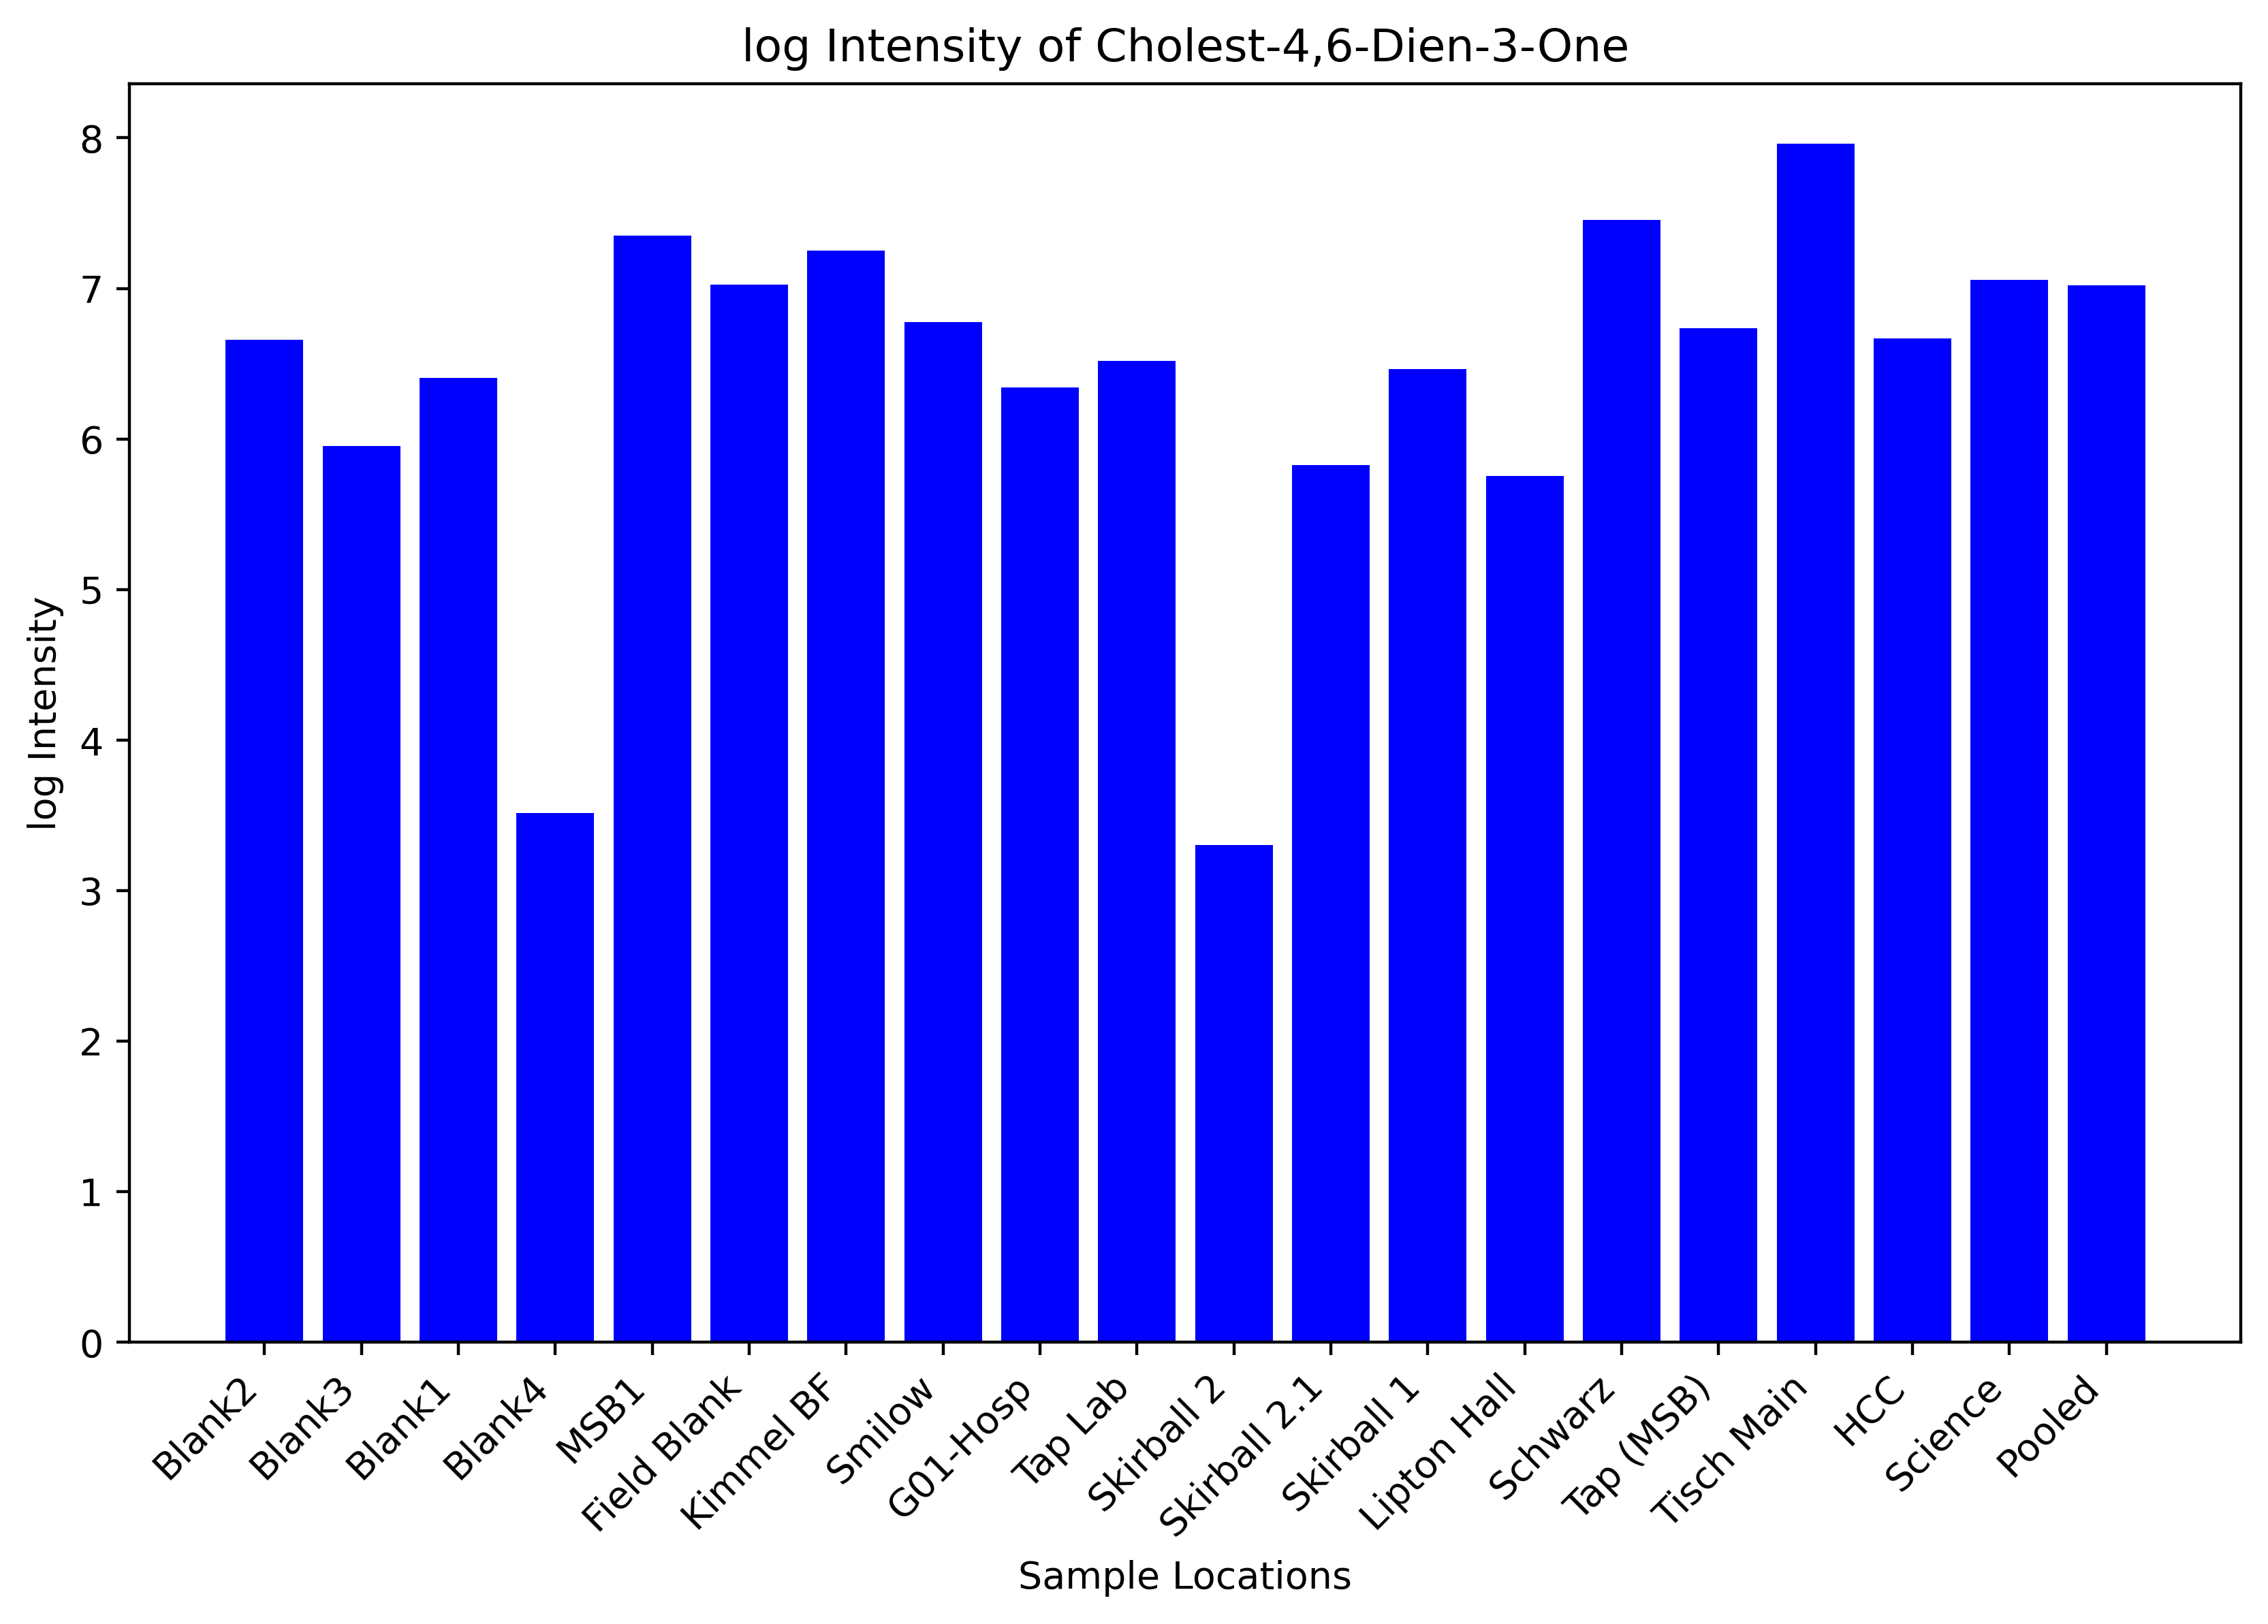 log Intensity of Cholest-4,6-Dien-3-One
log Intensity
8
7
6
5
4
3
2
1
0
Blank2
Blank3
Blank1
Blank4
MSB1
Field Blank
Kimmel BF
Smilow
G01-Hosp
Tap Lab
Skirball 2
Skirball 2.1
Skirball 1
Lipton Hall
Schwarz
Tap (MSB)
Tisch Main
HCC
Science
Pooled
Sample Locations